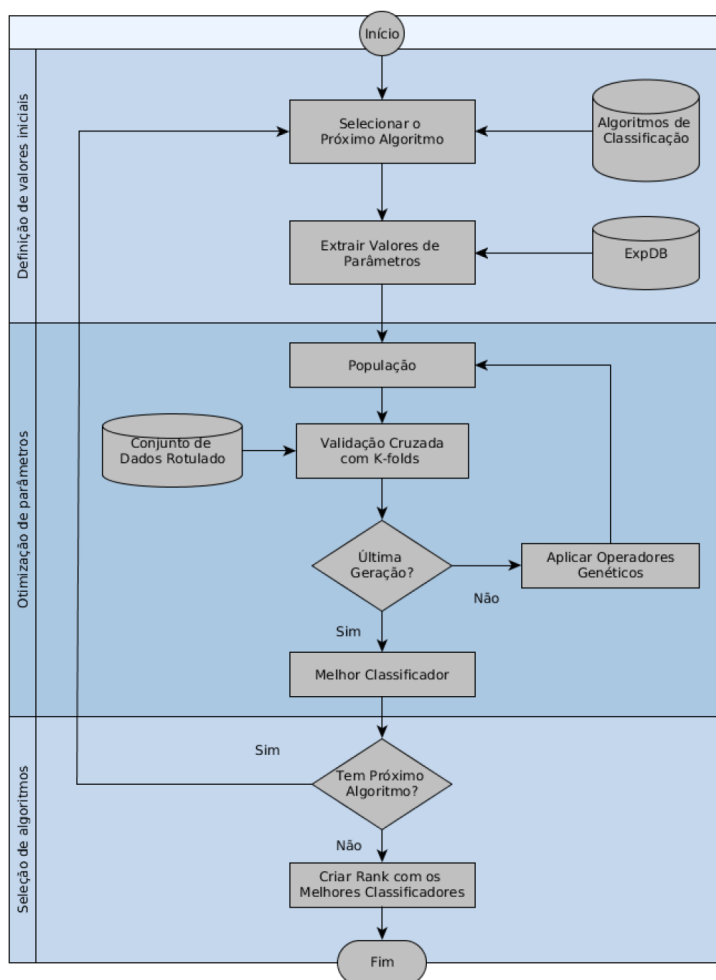 Início
Definição de valores iniciais
Selecionar o
Próximo Algoritmo
Algoritmos de
Classificação
Extrair Valores de
Parâmetros
ExpDB
Otimização de parâmetros
População
Conjunto de
Dados Rotulado
Validação Cruzada
com K-folds
Última
Geração?
Não
Aplicar Operadores
Genéticos
Sim
Melhor Classificador
Seleção de algoritmos
Sim
Tem Próximo
Algoritmo?
Não
Criar Rank com os
Melhores Classificadores
Fim